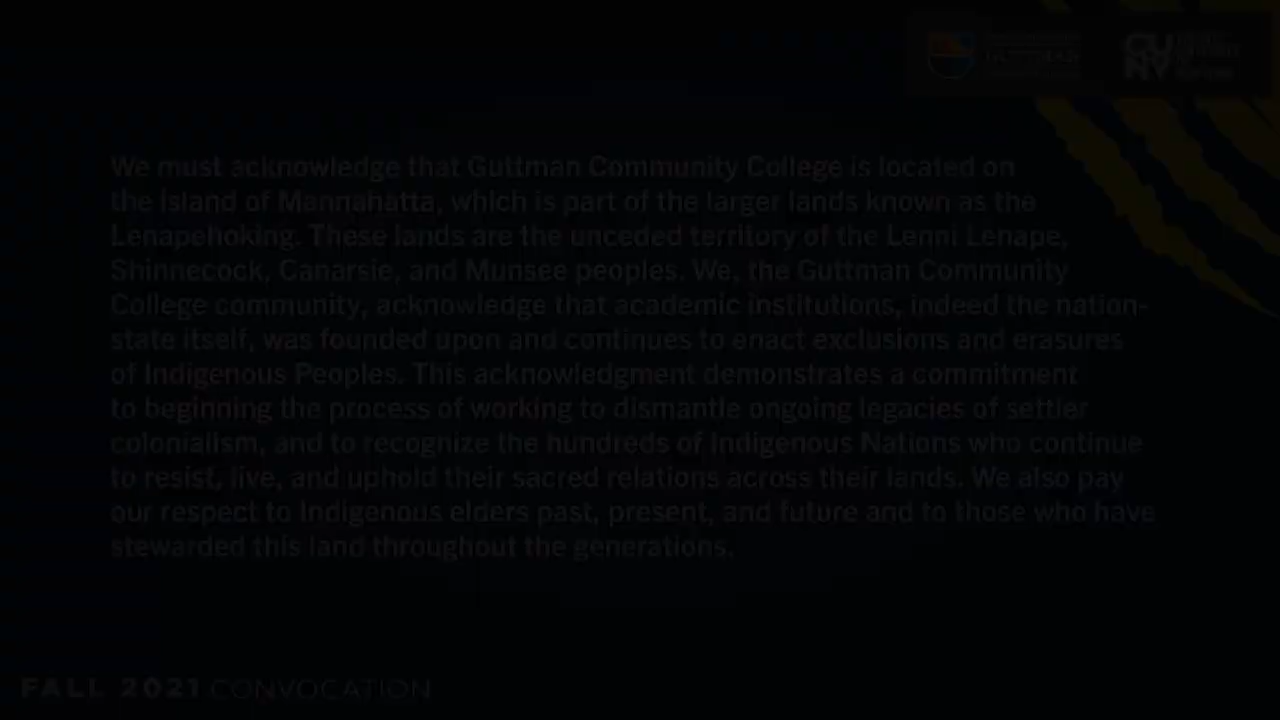 GUTTMAN
CUNY
We must acknowledge that Guttman Community College is located on
the island of Mannahatta, which is part of the larger lands known as the
Lenapehoking. These lands are the unceded territory of the Lenni Lenape,
Shinnecock, Canarsie, and Munsee peoples. We, the Guttman Community
College community, acknowledge that academic institutions, indeed the nation-
state itself, was founded upon and continues to enact exclusions and erasures
of Indigenous Peoples. This acknowledgment demonstrates a commitment
to beginning the process of working to dismantle ongoing legacies of settler
colonialism, and to recognize the hundreds of Indigenous Nations who continue
to resist, live, and uphold their sacred relations across their lands. We also pay
our respect to Indigenous elders past, present, and future and to those who have
stewarded this land throughout the generations.
FALL 2021 CONVOCATION